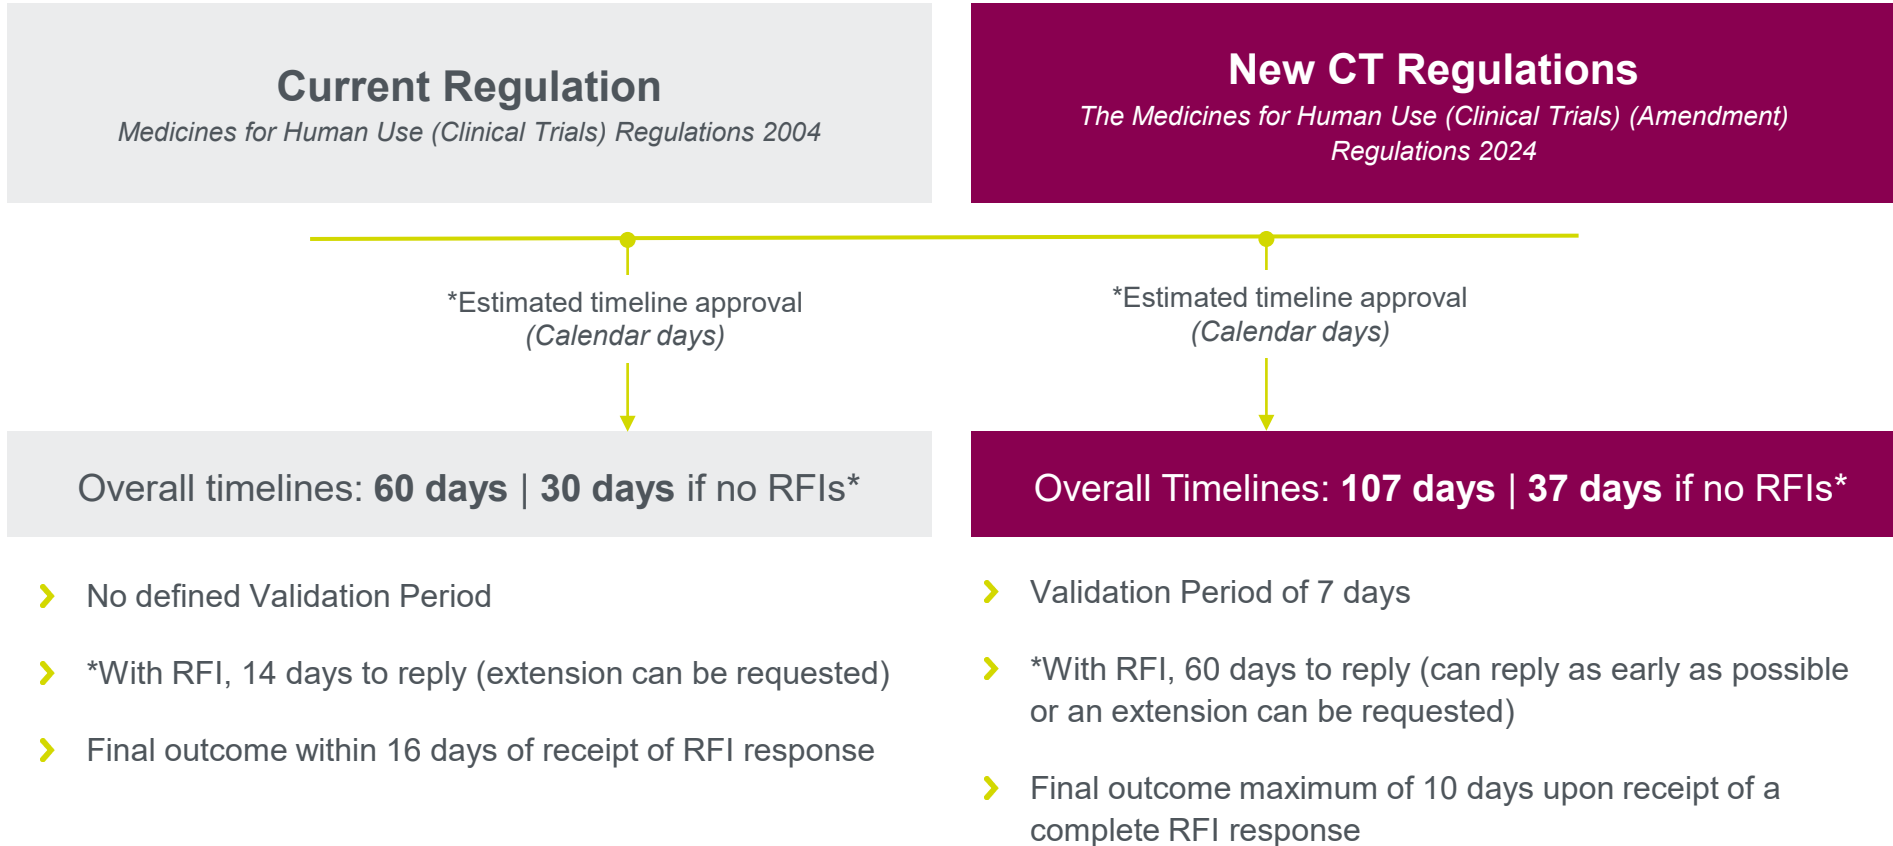 Current Regulation
Medicines for Human Use (Clinical Trials) Regulations 2004
New CT Regulations
The Medicines for Human Use (Clinical Trials) (Amendment)
Regulations 2024
*Estimated timeline approval
(Calendar days)
*Estimated timeline approval
(Calendar days)
Overall timelines: 60 days | 30 days if no RFIs*
Overall Timelines: 107 days | 37 days if no RFIs*
No defined Validation Period
*With RFI, 14 days to reply (extension can be requested)
Final outcome within 16 days of receipt of RFI response
Validation Period of 7 days
*With RFI, 60 days to reply (can reply as early as possible
or an extension can be requested)
Final outcome maximum of 10 days upon receipt of a
complete RFI response